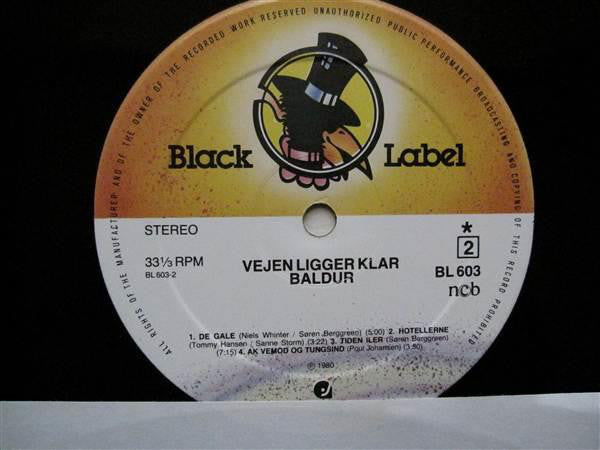 ALL RIGHTS OF THE MANUFACTURER AND OF THE OWNER OF THE RECORDED WORK RESERVED UNAUTHORIZED PUBLIC PERFORMANCE BROADCASTING AND COPYING OF THIS RECORD PROHIBITED
Black Label
STEREO
*
2
33 1/3 RPM
BL 603-2
BL 603
ncb
VEJEN LIGGER KLAR
BALDUR
1. DE GALE (Niels Whinter / Søren Berggreen) (5:00) 2. HOTELLERNE
(Tommy Hansen / Sanne Storm) (3:22) 3. TIDEN ILER (Søren Berggreen)
(7:15) 4. AK VEMOD OG TUNGSIND (Poul Johansen) (3:50)
℗ 1980